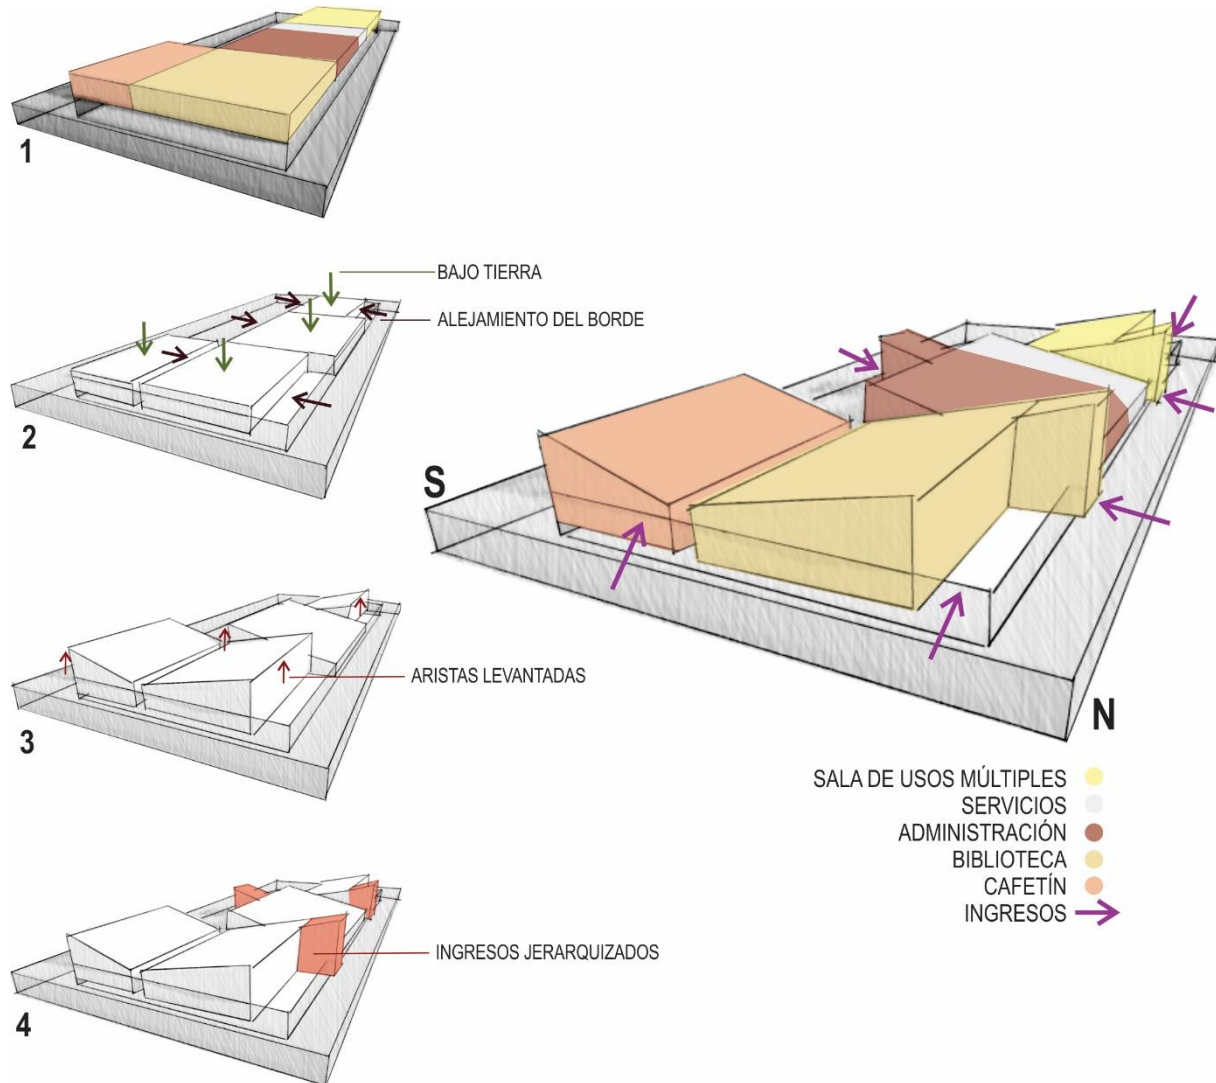 1
BAJO TIERRA
ALEJAMIENTO DEL BORDE
2
ARISTAS LEVANTADAS
3
INGRESOS JERARQUIZADOS
4
S
N
SALA DE USOS MÚLTIPLES
SERVICIOS
ADMINISTRACIÓN
BIBLIOTECA
CAFETÍN
INGRESOS